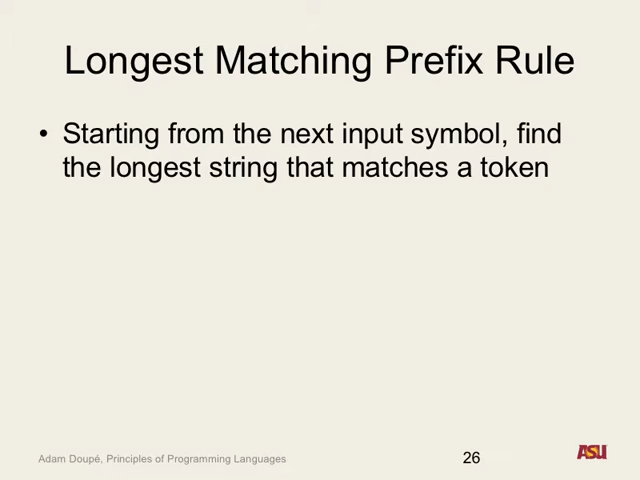 Longest Matching Prefix Rule
• Starting from the next input symbol, find
the longest string that matches a token
Adam Doupé, Principles of Programming Languages
26
ASU